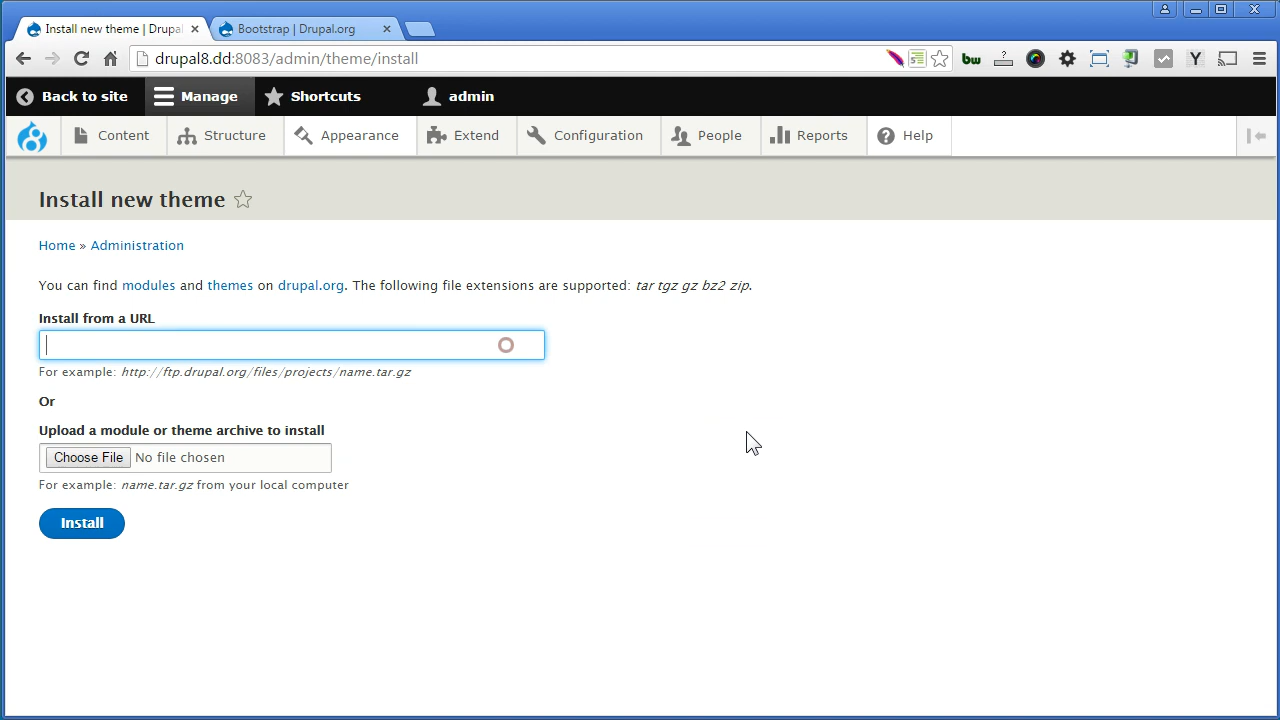 Install new theme | Drupal
Bootstrap | Drupal.org
drupal8.dd:8083/admin/theme/install
bw
Y
Back to site
Manage
Shortcuts
admin
Content
Structure
Appearance
Extend
Configuration
People
Reports
Help
Install new theme
Home » Administration
You can find modules and themes on drupal.org. The following file extensions are supported: tar tgz gz bz2 zip.
Install from a URL
For example: http://ftp.drupal.org/files/projects/name.tar.gz
Or
Upload a module or theme archive to install
Choose File No file chosen
For example: name.tar.gz from your local computer
Install